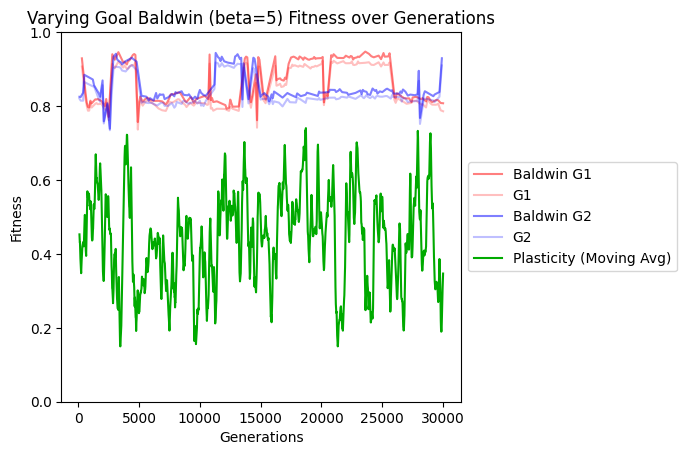 Varying Goal Baldwin (beta=5) Fitness over Generations
1.0
0.8
0.6
0.4
0.2
0.0
Fitness
0 5000 10000 15000 20000 25000 30000
Generations
Baldwin G1
G1
Baldwin G2
G2
Plasticity (Moving Avg)